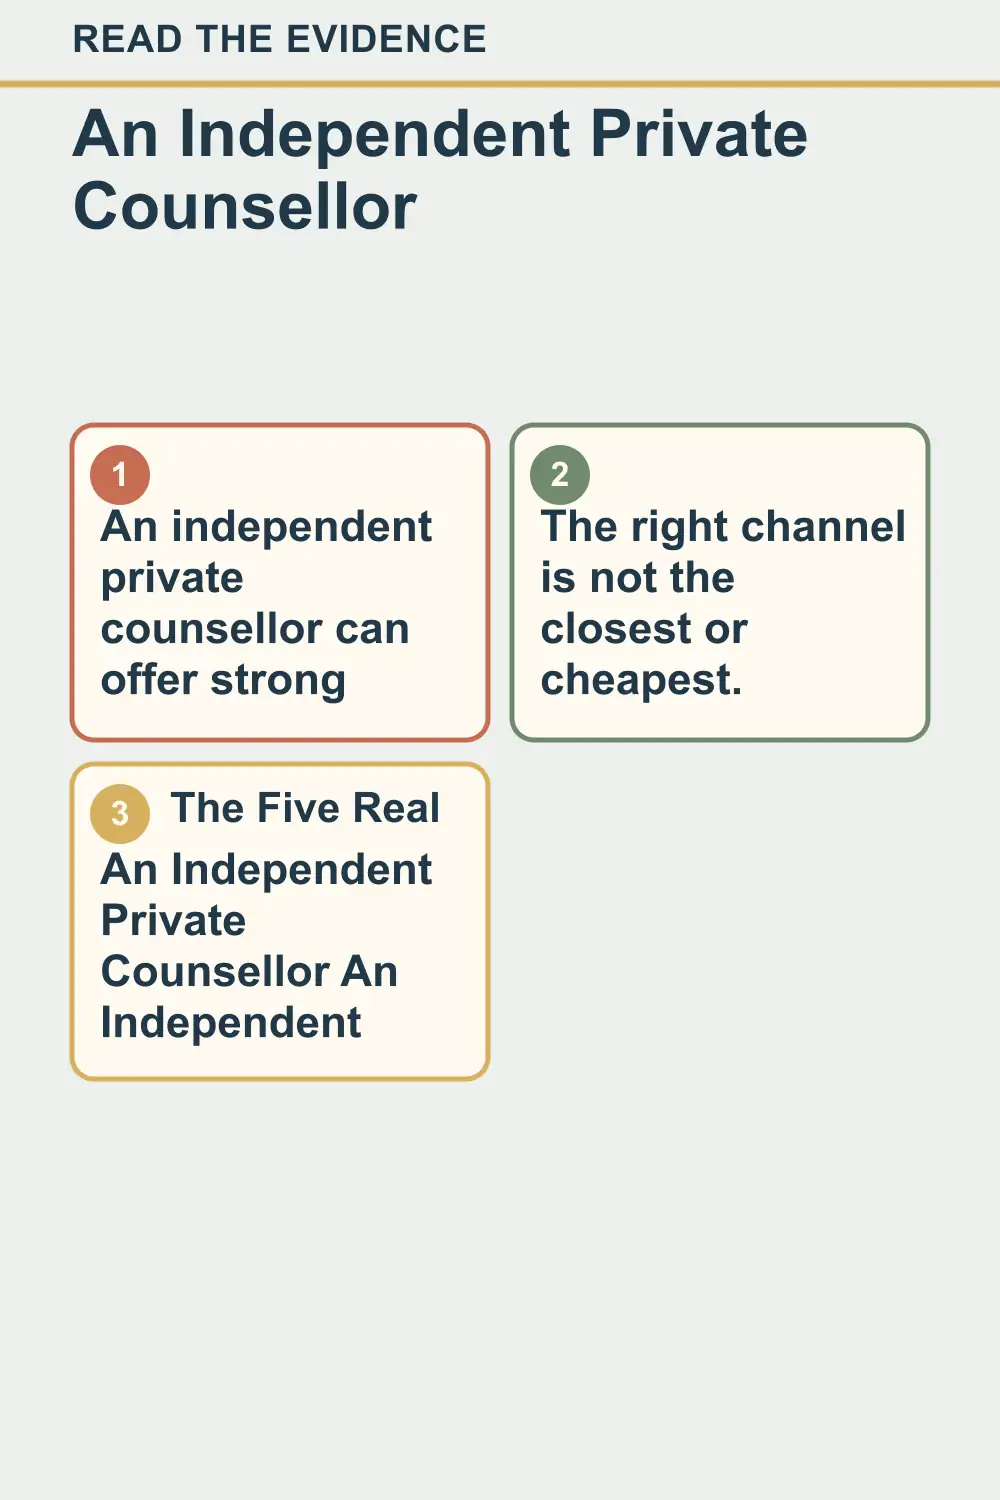 READ THE EVIDENCE
An Independent Private
Counsellor
1
An independent
private
counsellor can
offer strong
2
The right channel
is not the
closest or
cheapest.
3
The Five Real
An Independent
Private
Counsellor An
Independent